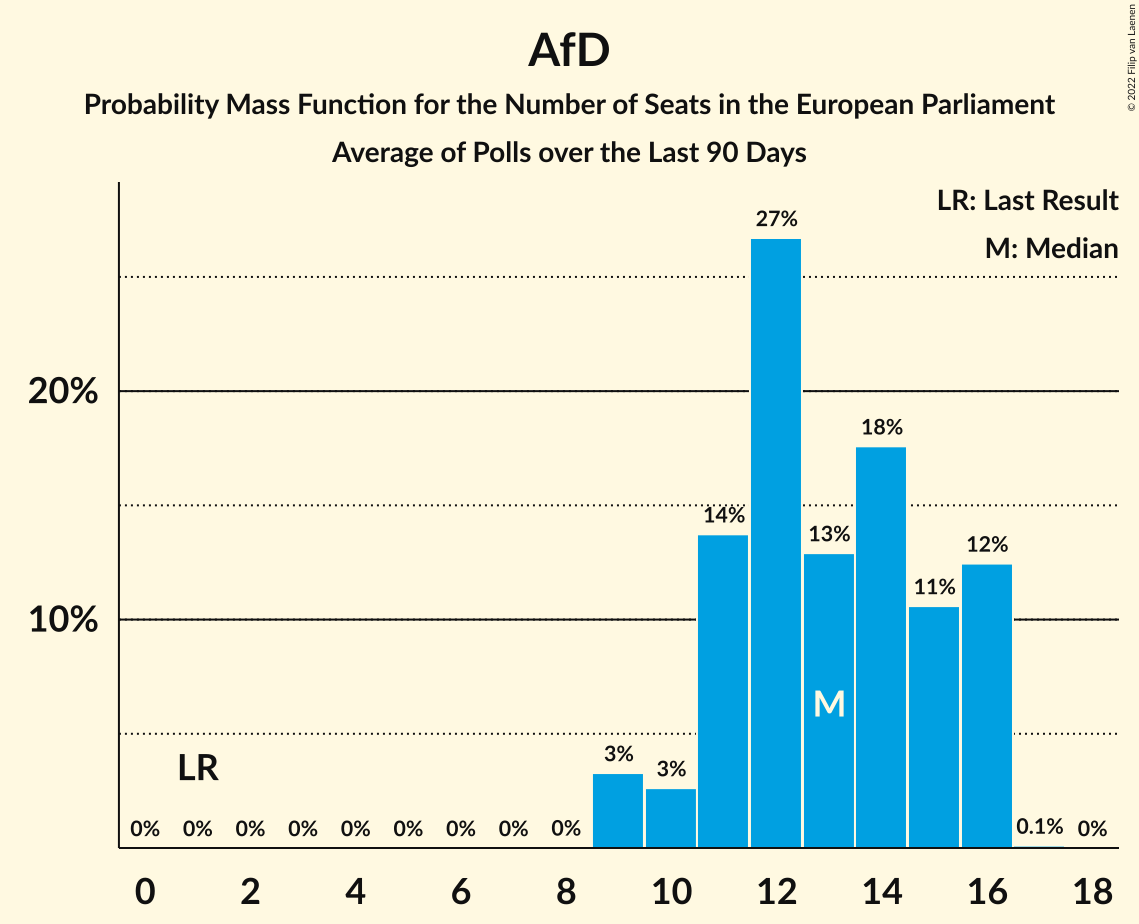 AfD
Probability Mass Function for the Number of Seats in the European Parliament
Average of Polls over the Last 90 Days
© 2022 Filip van Laenen
LR: Last Result
M: Median
20%
10%
0% 0% 0% 0% 0% 0% 0% 0% 0% 3% 3% 14% 27% 13% 18% 11% 12% 0.1% 0%
LR
M
0 2 4 6 8 10 12 14 16 18